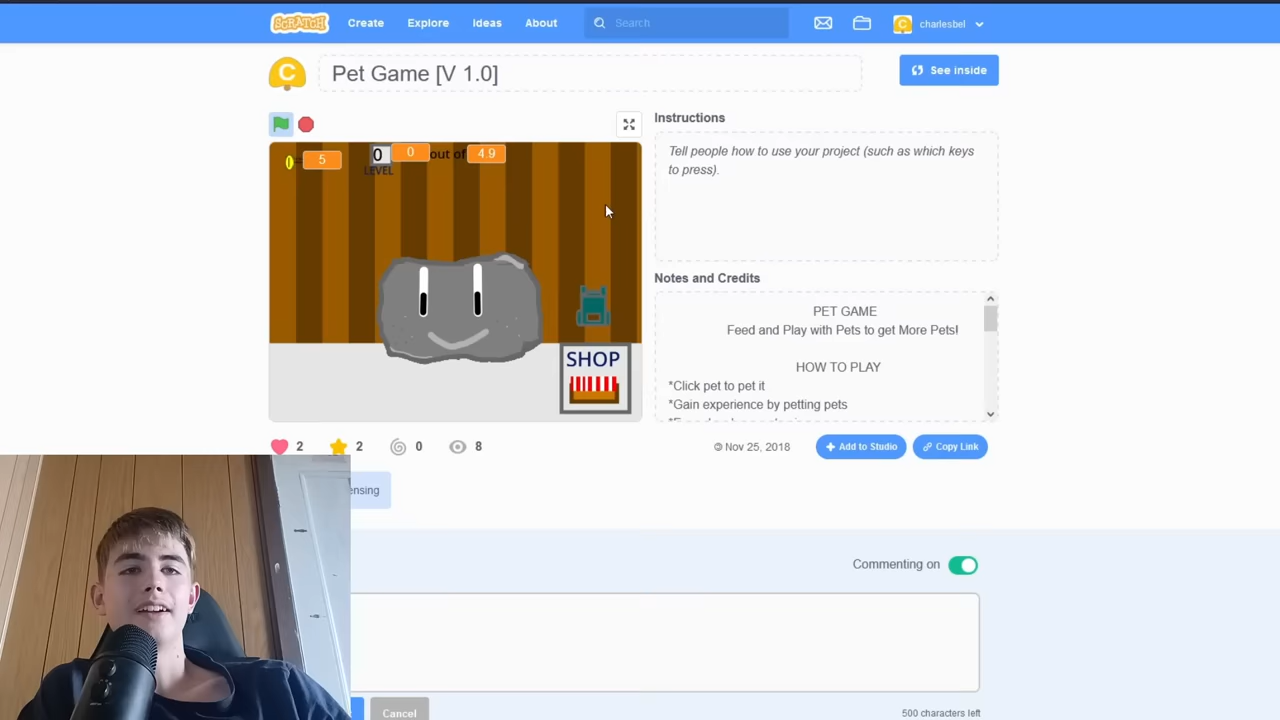 SCRATCH
Create
Explore
Ideas
About
Search
charlesbel
C
Pet Game [V 1.0]
See inside
5
0
0
out of
4.9
LEVEL
SHOP
Instructions
Tell people how to use your project (such as which keys
to press).
Notes and Credits
PET GAME
Feed and Play with Pets to get More Pets!
HOW TO PLAY
*Click pet to pet it
*Gain experience by petting pets
2
2
0
8
© Nov 25, 2018
Add to Studio
Copy Link
ensing
Commenting on
Cancel
500 characters left